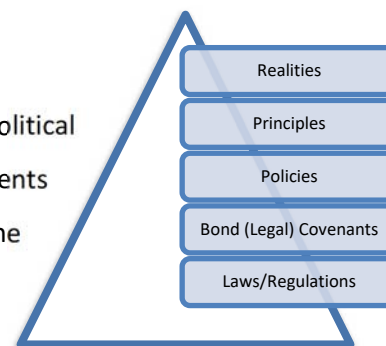 Realities
Principles
Policies
Bond (Legal) Covenants
Laws/Regulations